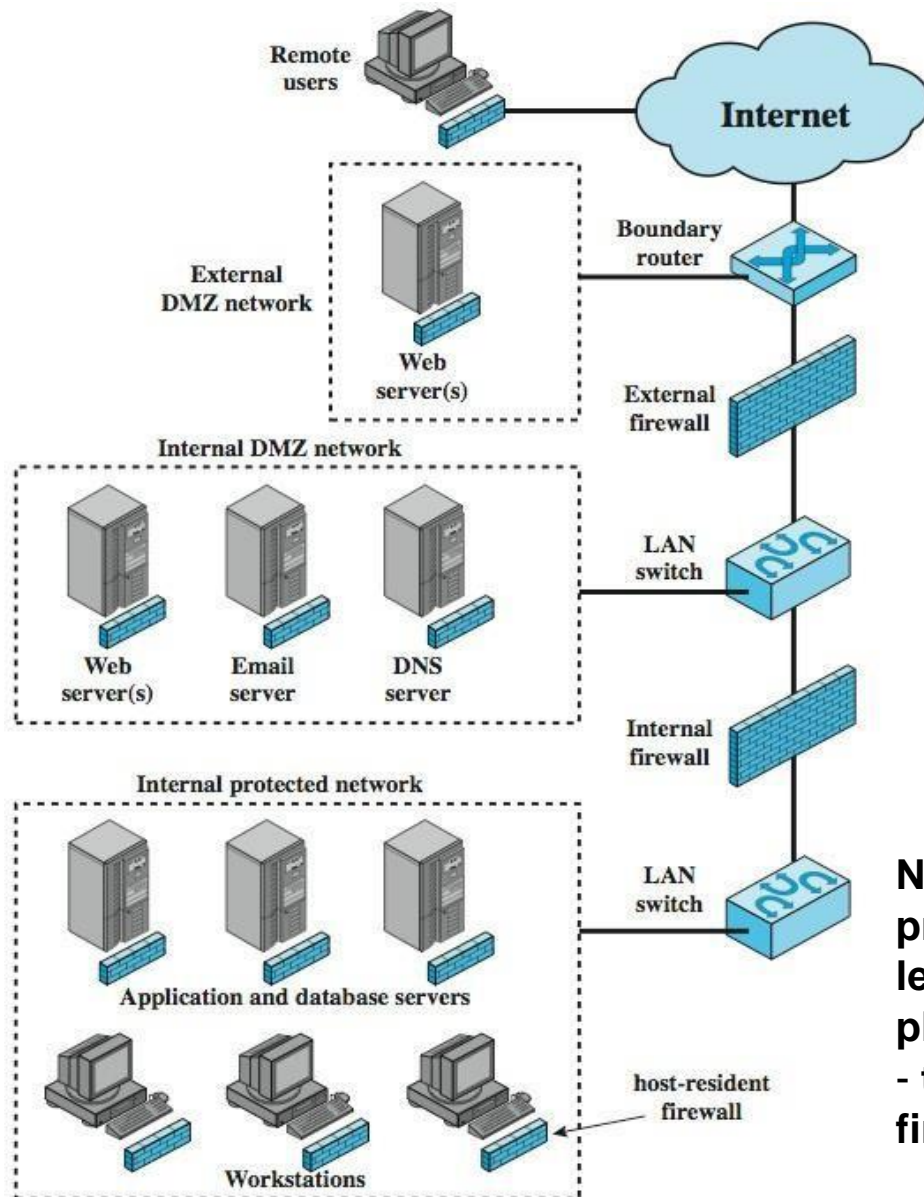 Remote
users
Internet
Boundary
router
External
DMZ network
Web
server(s)
External
firewall
Internal DMZ network
LAN
switch
Web
server(s)
Email
server
DNS
server
Internal
firewall
Internal protected network
LAN
switch
Application and database servers
host-resident
firewall
Workstations